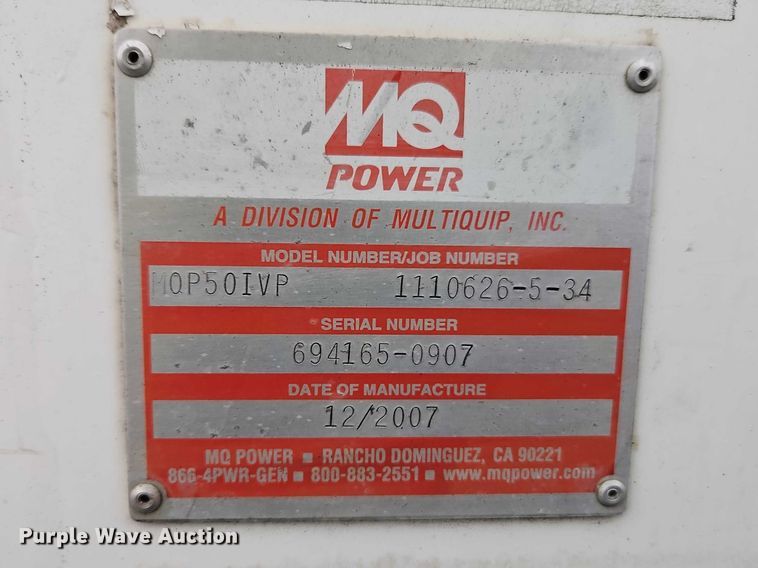 MQ
POWER
A DIVISION OF MULTIQUIP, INC.
MODEL NUMBER/JOB NUMBER
MQP50IVP 1110626-5-34
SERIAL NUMBER
694165-0907
DATE OF MANUFACTURE
12/2007
MQ POWER ■ RANCHO DOMINGUEZ, CA 90221
866-4PWR-GEN ■ 800-883-2551 ■ www.mqpower.com
Purple Wave Auction